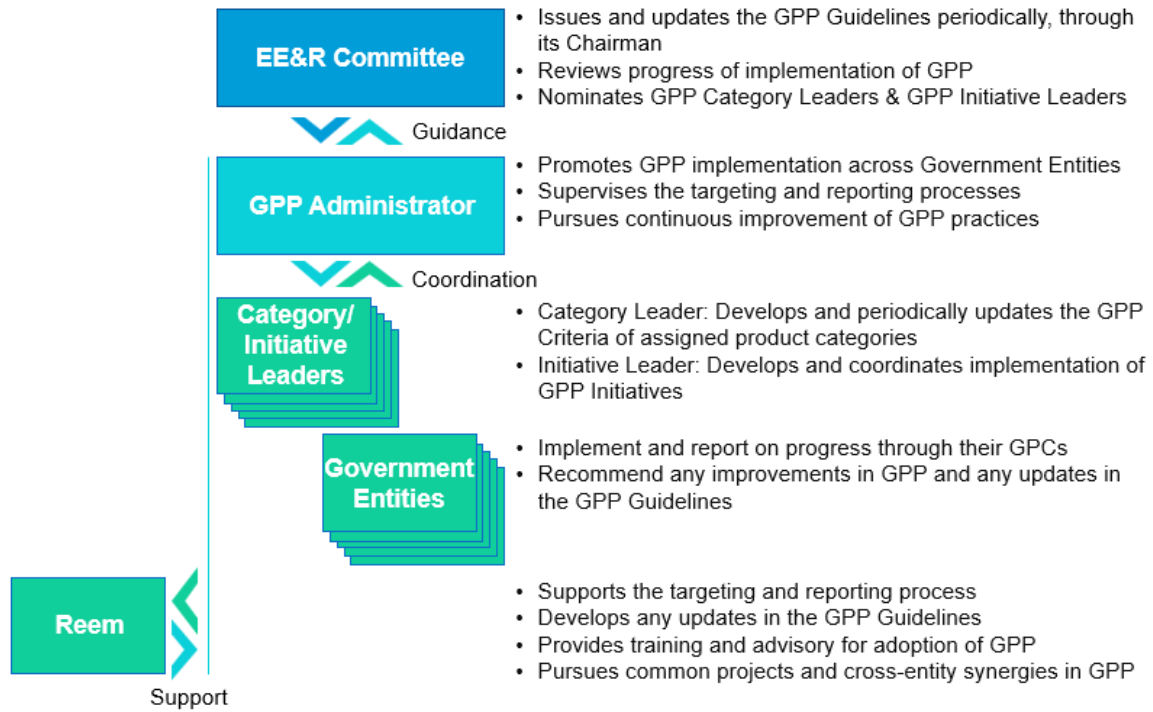 EE&R Committee
• Issues and updates the GPP Guidelines periodically, through
its Chairman
• Reviews progress of implementation of GPP
• Nominates GPP Category Leaders & GPP Initiative Leaders
Guidance
GPP Administrator
• Promotes GPP implementation across Government Entities
• Supervises the targeting and reporting processes
• Pursues continuous improvement of GPP practices
Coordination
Category/
Initiative
Leaders
• Category Leader: Develops and periodically updates the GPP
Criteria of assigned product categories
• Initiative Leader: Develops and coordinates implementation of
GPP Initiatives
Government
Entities
• Implement and report on progress through their GPCs
• Recommend any improvements in GPP and any updates in
the GPP Guidelines
Reem
Support
• Supports the targeting and reporting process
• Develops any updates in the GPP Guidelines
• Provides training and advisory for adoption of GPP
• Pursues common projects and cross-entity synergies in GPP